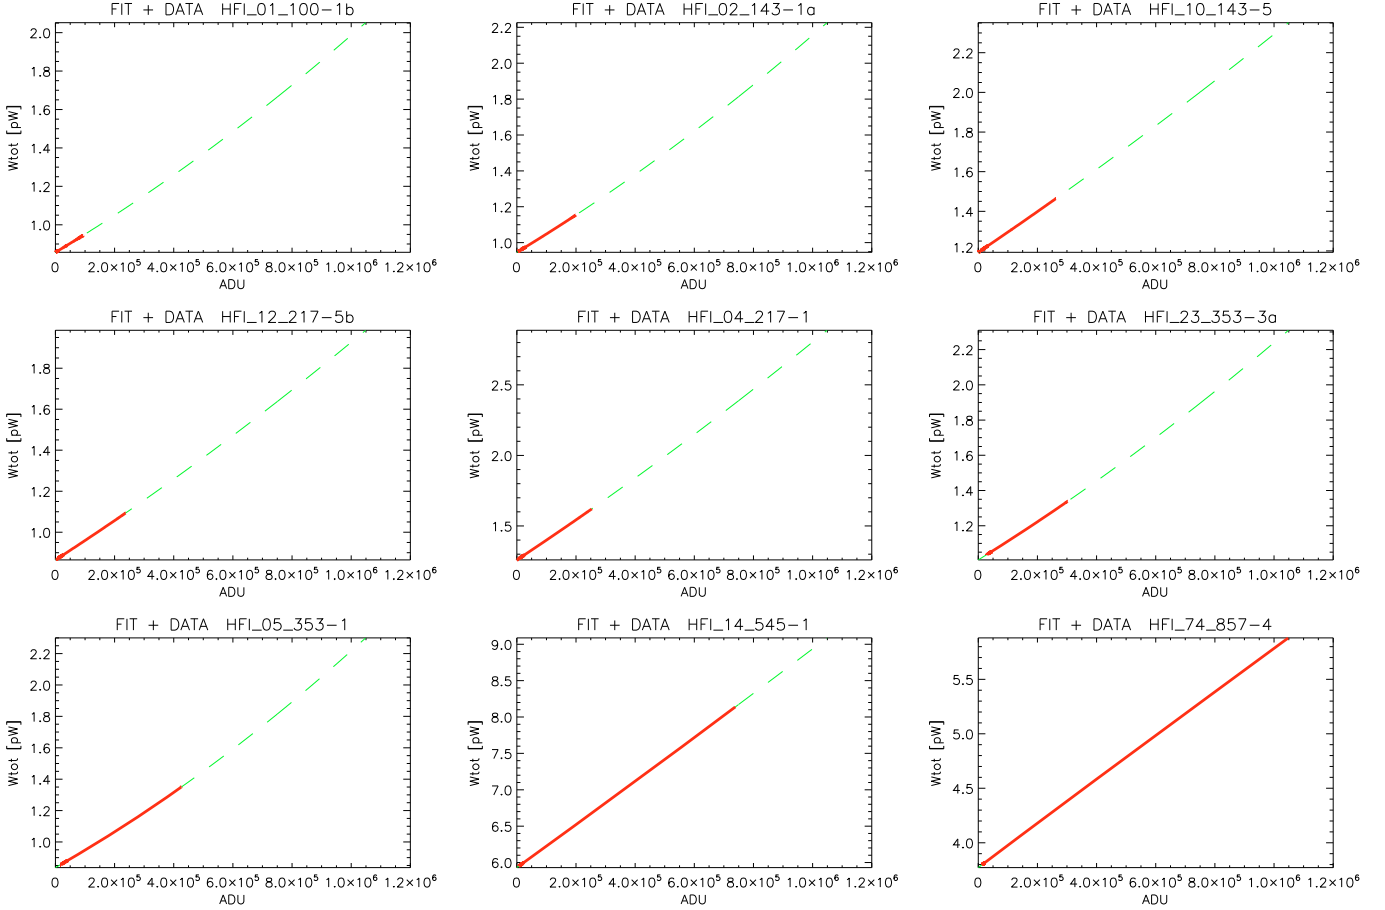 FIT + DATA HFI_01_100-1b
FIT + DATA HFI_02_143-1a
FIT + DATA HFI_10_143-5
Wtot [pW]
2.0
1.8
1.6
1.4
1.2
1.0
0 2.0×10⁵ 4.0×10⁵ 6.0×10⁵ 8.0×10⁵ 1.0×10⁶ 1.2×10⁶
ADU
Wtot [pW]
2.2
2.0
1.8
1.6
1.4
1.2
1.0
0 2.0×10⁵ 4.0×10⁵ 6.0×10⁵ 8.0×10⁵ 1.0×10⁶ 1.2×10⁶
ADU
Wtot [pW]
2.2
2.0
1.8
1.6
1.4
1.2
0 2.0×10⁵ 4.0×10⁵ 6.0×10⁵ 8.0×10⁵ 1.0×10⁶ 1.2×10⁶
ADU
FIT + DATA HFI_12_217-5b
FIT + DATA HFI_04_217-1
FIT + DATA HFI_23_353-3a
Wtot [pW]
1.8
1.6
1.4
1.2
1.0
0 2.0×10⁵ 4.0×10⁵ 6.0×10⁵ 8.0×10⁵ 1.0×10⁶ 1.2×10⁶
ADU
Wtot [pW]
2.5
2.0
1.5
0 2.0×10⁵ 4.0×10⁵ 6.0×10⁵ 8.0×10⁵ 1.0×10⁶ 1.2×10⁶
ADU
Wtot [pW]
2.2
2.0
1.8
1.6
1.4
1.2
0 2.0×10⁵ 4.0×10⁵ 6.0×10⁵ 8.0×10⁵ 1.0×10⁶ 1.2×10⁶
ADU
FIT + DATA HFI_05_353-1
FIT + DATA HFI_14_545-1
FIT + DATA HFI_74_857-4
Wtot [pW]
2.2
2.0
1.8
1.6
1.4
1.2
1.0
0 2.0×10⁵ 4.0×10⁵ 6.0×10⁵ 8.0×10⁵ 1.0×10⁶ 1.2×10⁶
ADU
Wtot [pW]
9.0
8.5
8.0
7.5
7.0
6.5
6.0
0 2.0×10⁵ 4.0×10⁵ 6.0×10⁵ 8.0×10⁵ 1.0×10⁶ 1.2×10⁶
ADU
Wtot [pW]
5.5
5.0
4.5
4.0
0 2.0×10⁵ 4.0×10⁵ 6.0×10⁵ 8.0×10⁵ 1.0×10⁶ 1.2×10⁶
ADU